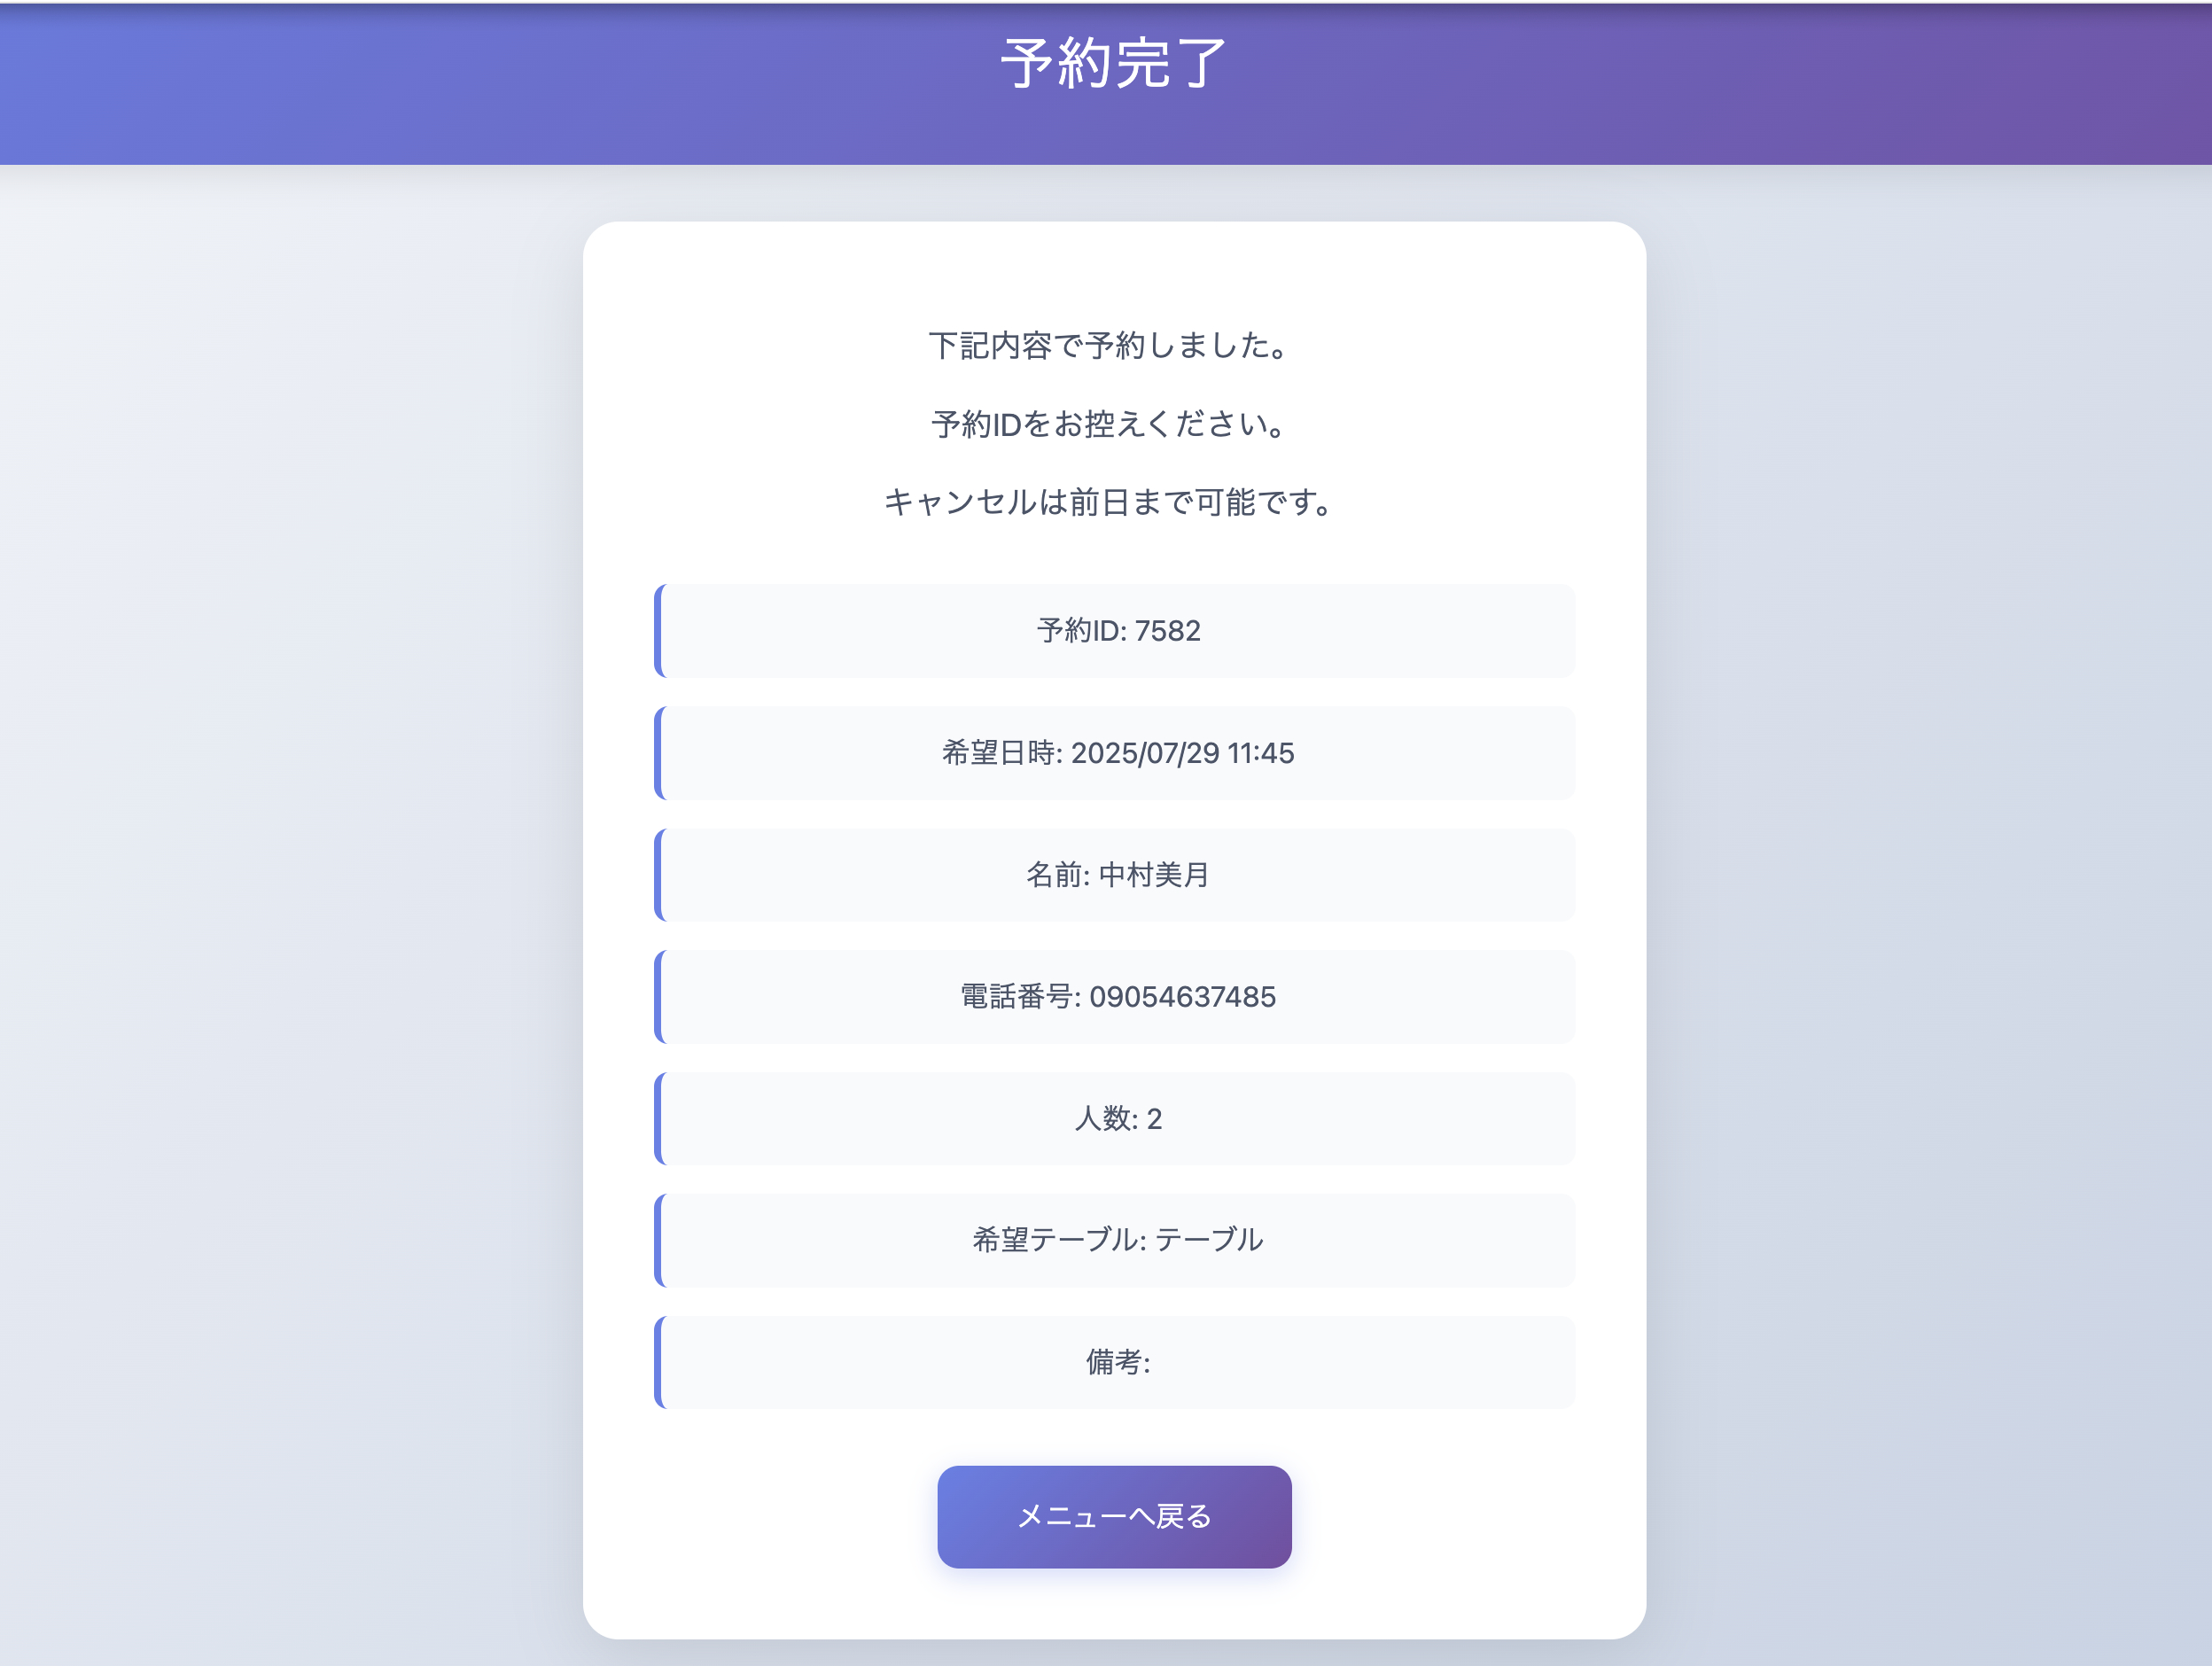 予約完了
下記内容で予約しました。
予約IDをお控えください。
キャンセルは前日まで可能です。
予約ID: 7582
希望日時: 2025/07/29 11:45
名前: 中村美月
電話番号: 09054637485
人数: 2
希望テーブル: テーブル
備考:
メニューへ戻る